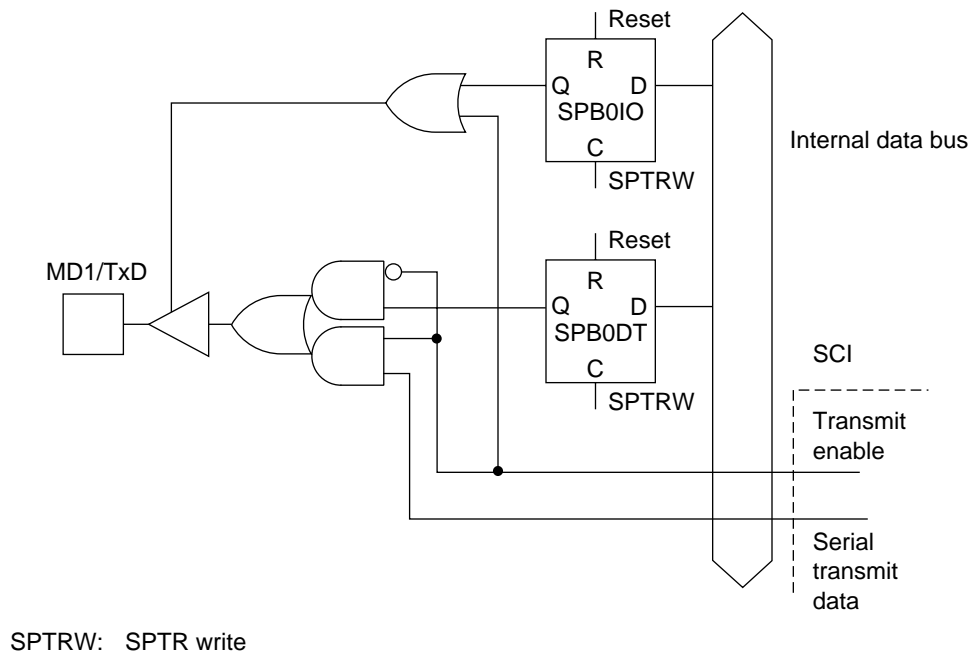 Reset
R
Q D
SPB0IO
C
SPTRW
Internal data bus
Reset
MD1/TxD
R
Q D
SPB0DT
C
SPTRW
SCI
Transmit
enable
Serial
transmit
data
SPTRW: SPTR write